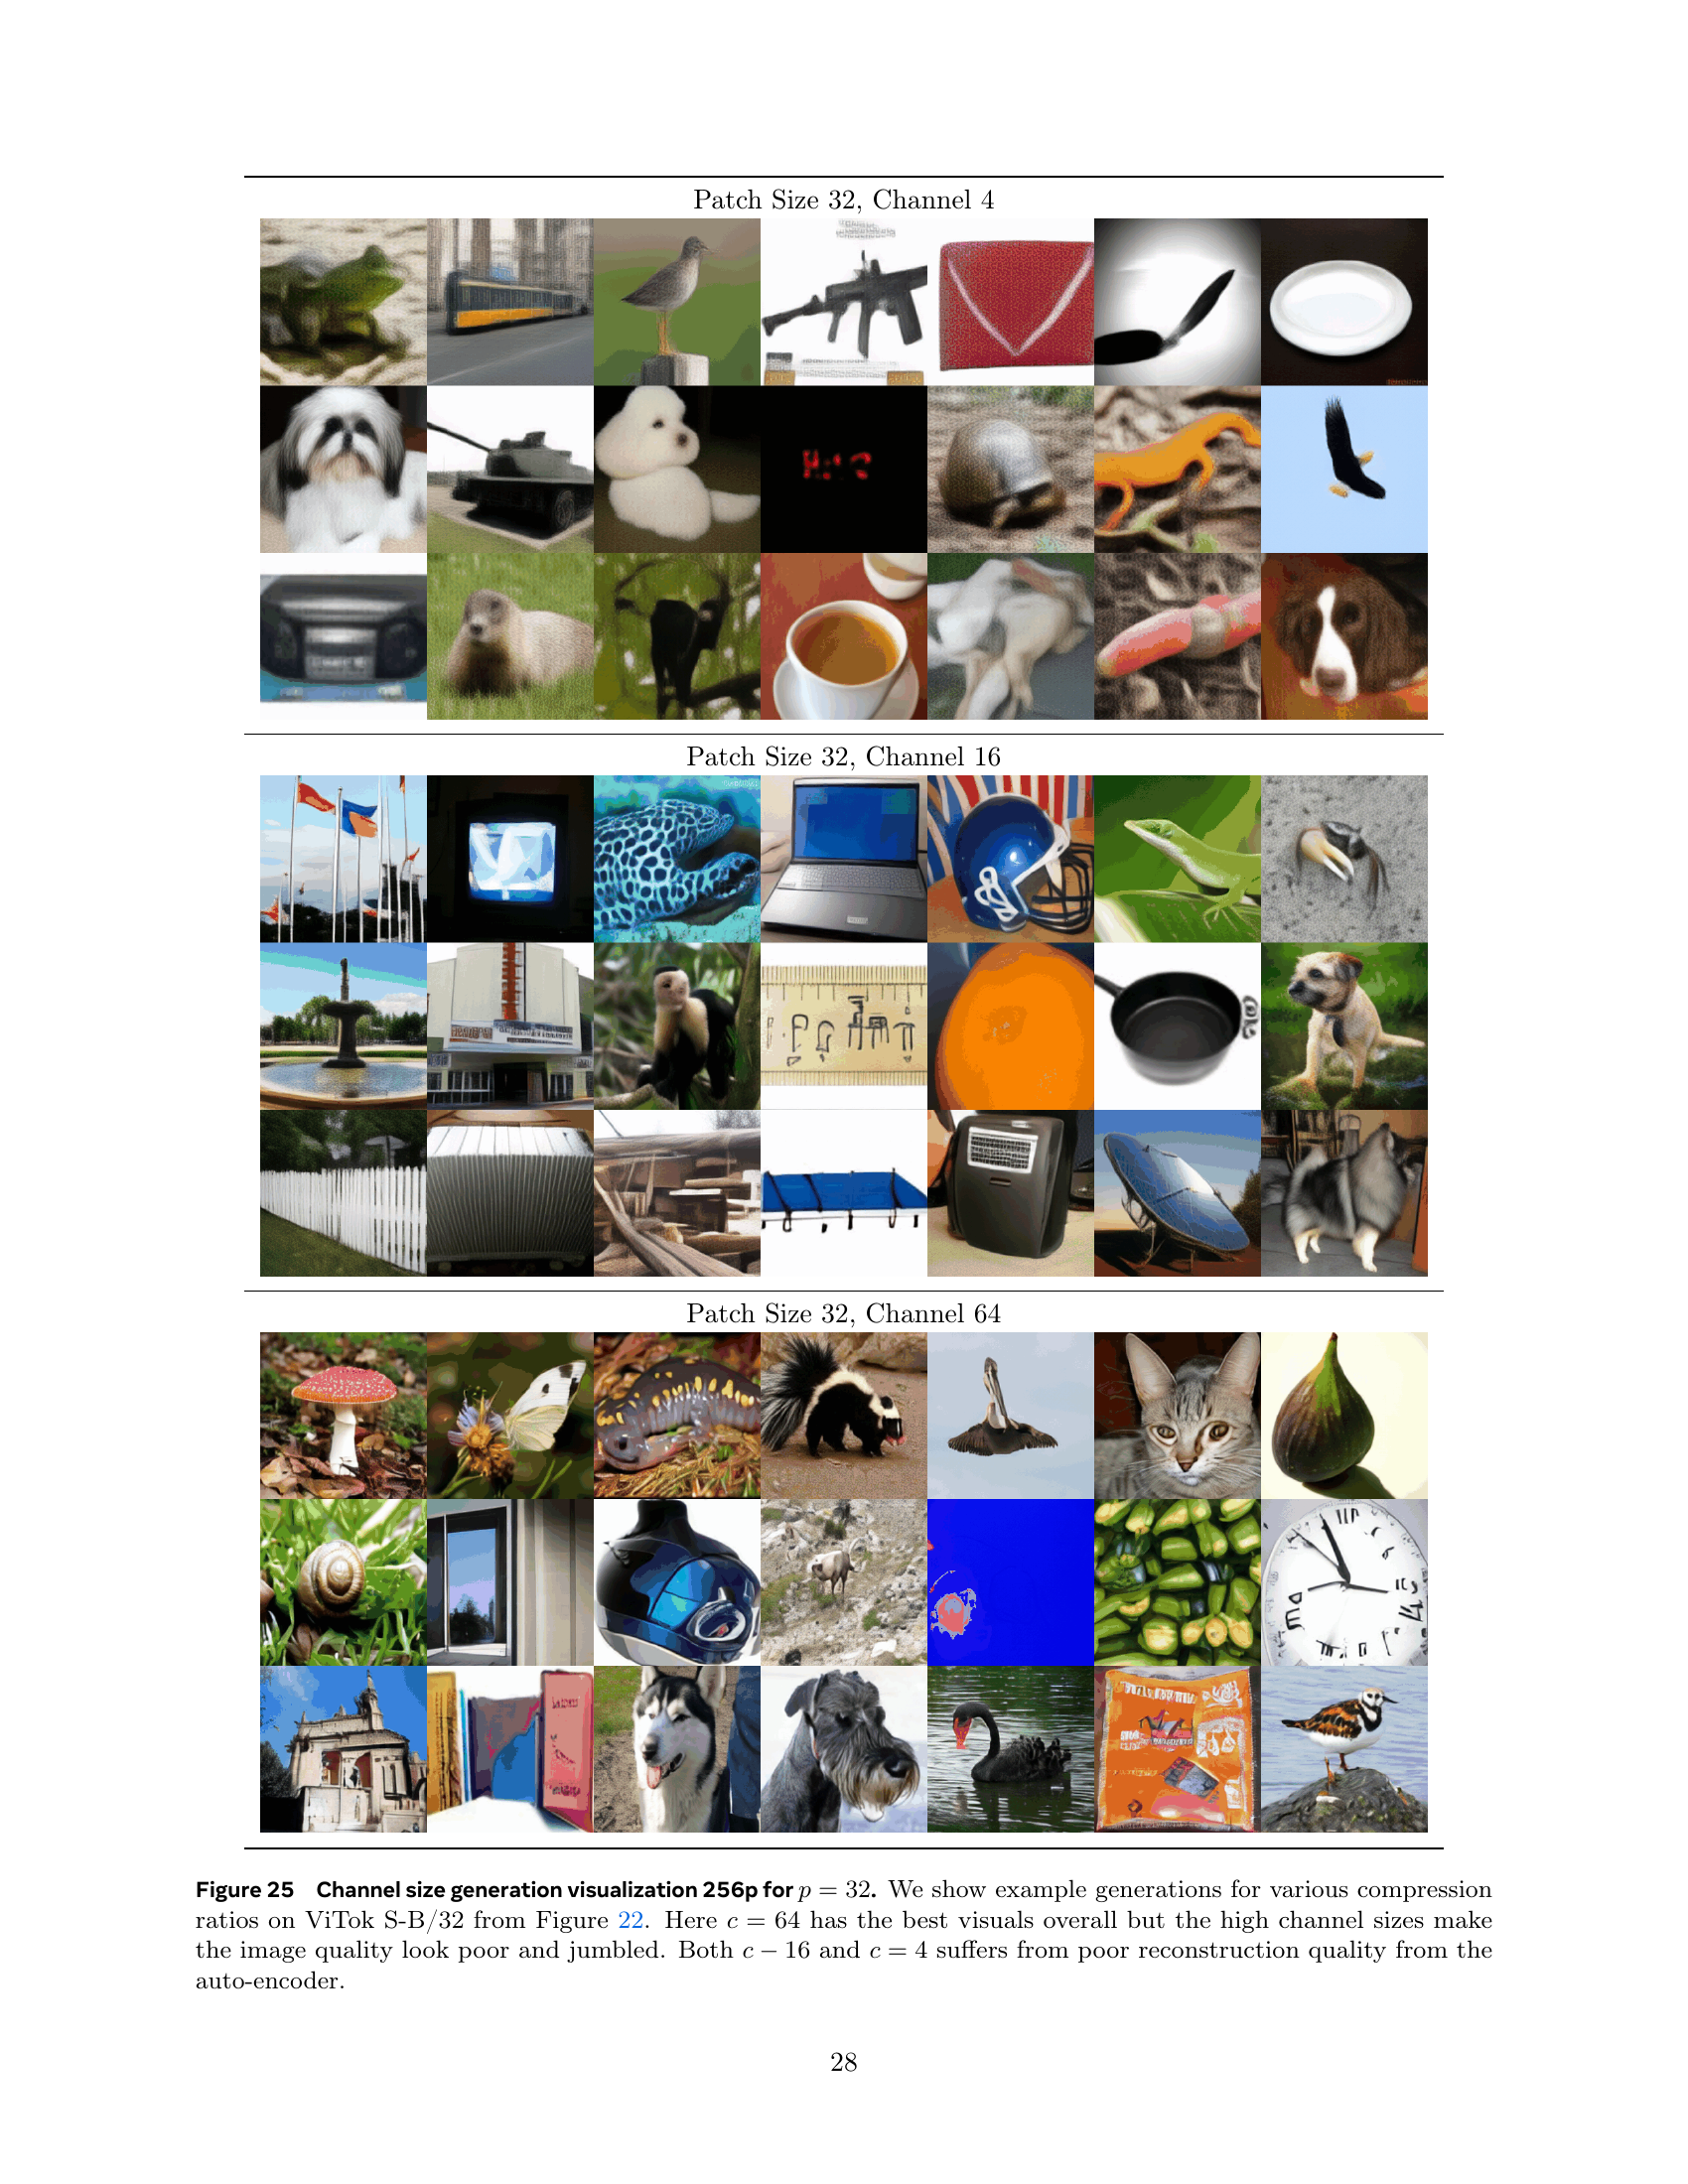 Patch Size 32, Channel 4
Patch Size 32, Channel 16
Patch Size 32, Channel 64
Figure 25 Channel size generation visualization 256p for p = 32. We show example generations for various compression
ratios on ViTok S-B/32 from Figure 22. Here c = 64 has the best visuals overall but the high channel sizes make
the image quality look poor and jumbled. Both c − 16 and c = 4 suffers from poor reconstruction quality from the
auto-encoder.
28